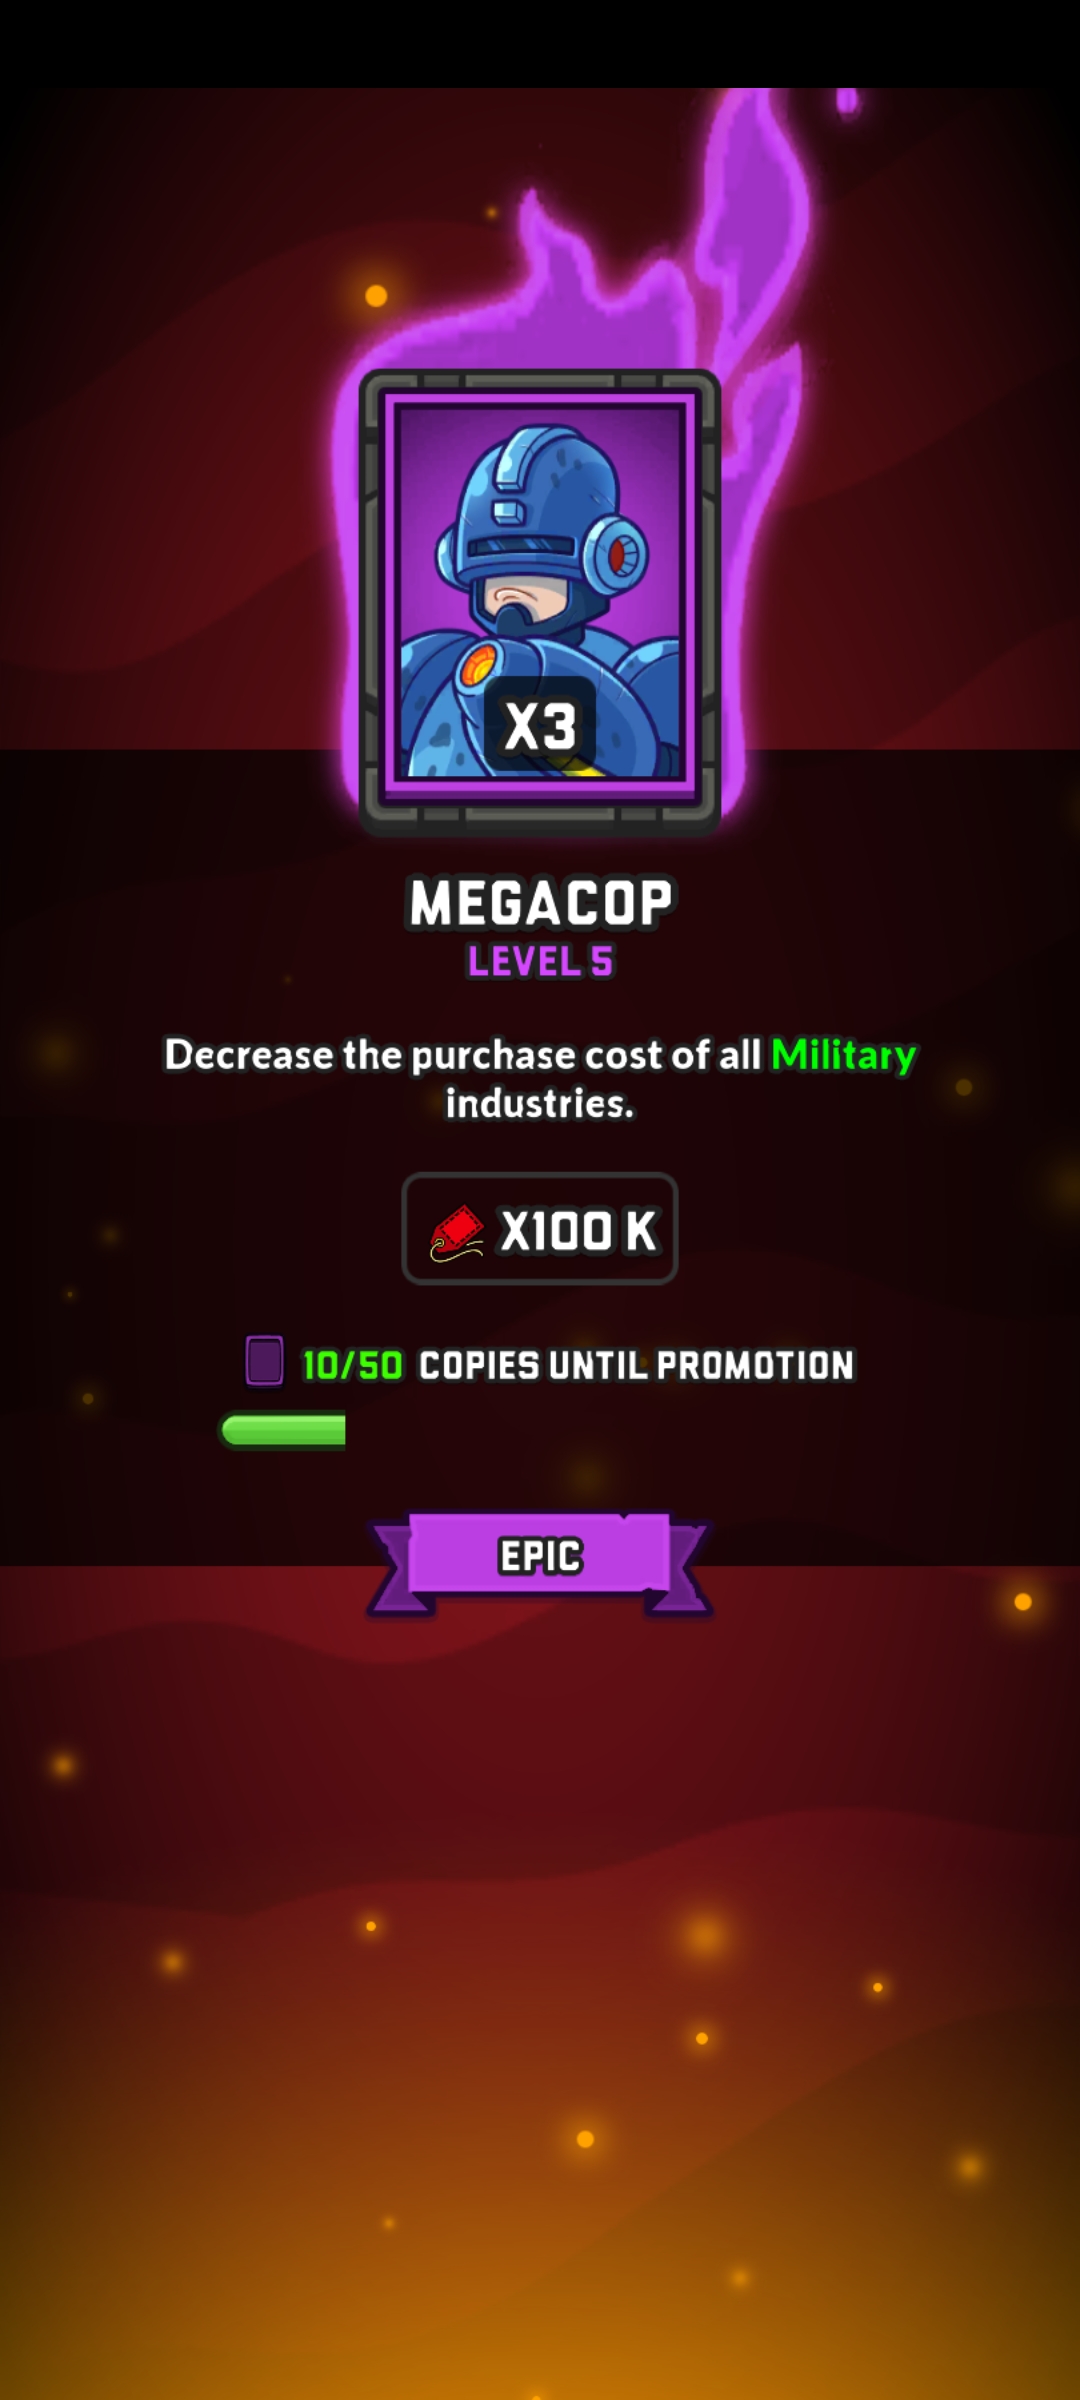 X3
MEGACOP
LEVEL 5
Decrease the purchase cost of all Military
industries.
X100 K
10/50 COPIES UNTIL PROMOTION
EPIC